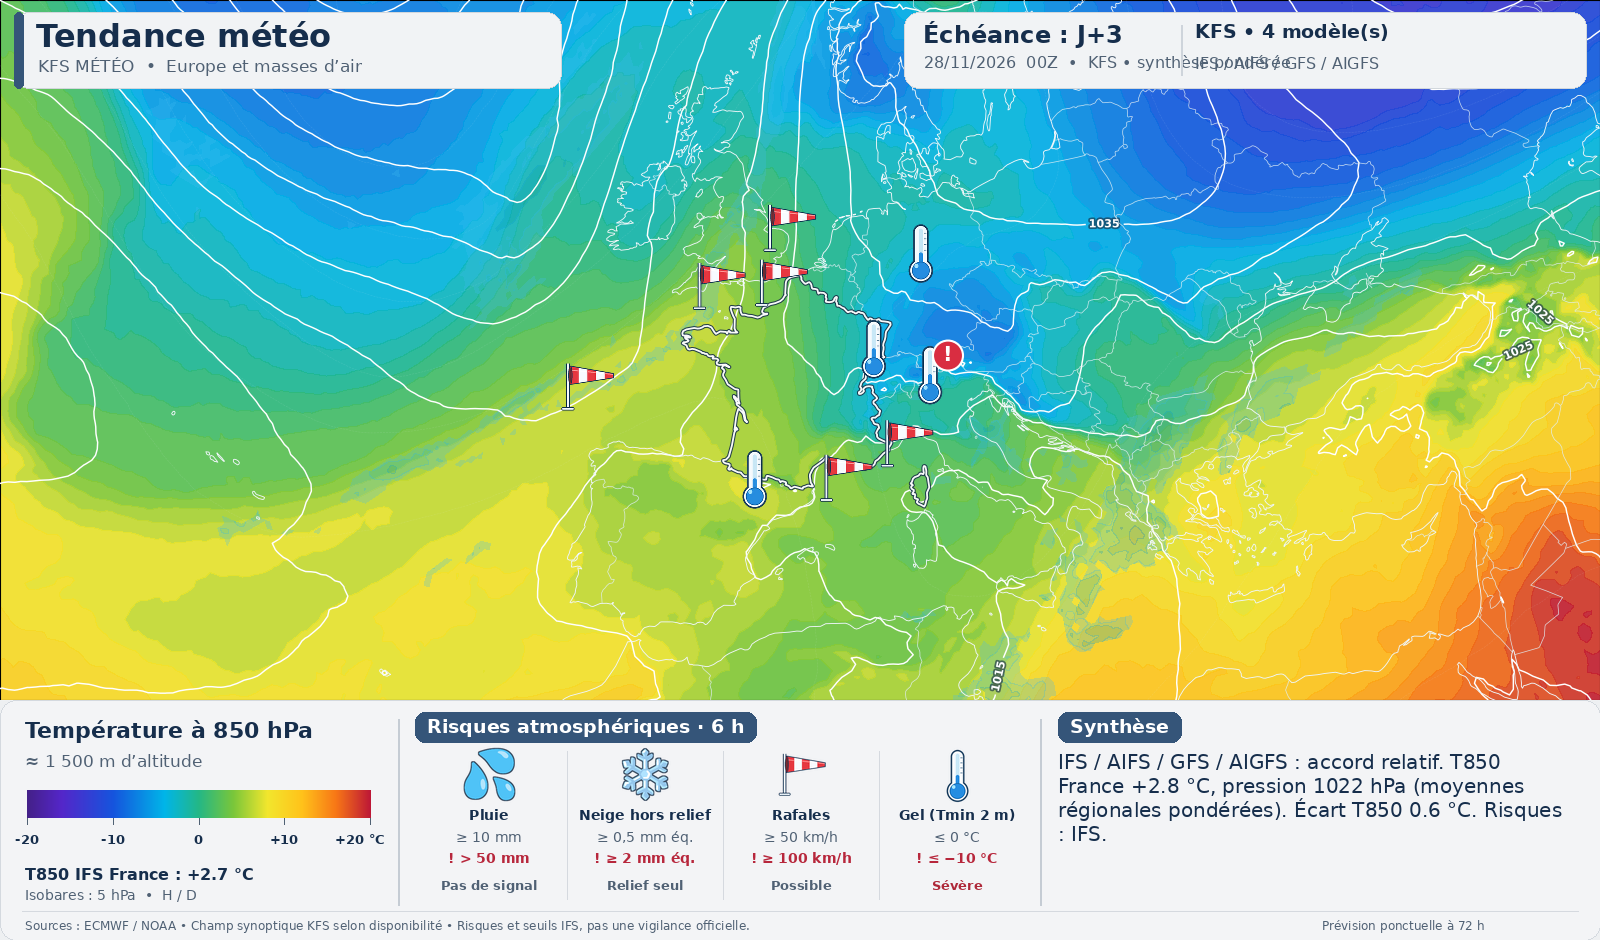 Tendance météo
KFS MÉTÉO • Europe et masses d’air
Échéance : J+3
28/11/2026 00Z • KFS • synthèse pondérée
KFS • 4 modèle(s)
IFS / AIFS / GFS / AIGFS
1035
1025
1025
1015
!
Température à 850 hPa
≈ 1 500 m d’altitude
-20 -10 0 +10 +20 °C
T850 IFS France : +2.7 °C
Isobares : 5 hPa • H / D
Risques atmosphériques · 6 h
Pluie
≥ 10 mm
! > 50 mm
Pas de signal
Neige hors relief
≥ 0,5 mm éq.
! ≥ 2 mm éq.
Relief seul
Rafales
≥ 50 km/h
! ≥ 100 km/h
Possible
Gel (Tmin 2 m)
≤ 0 °C
! ≤ −10 °C
Sévère
Synthèse
IFS / AIFS / GFS / AIGFS : accord relatif. T850
France +2.8 °C, pression 1022 hPa (moyennes
régionales pondérées). Écart T850 0.6 °C. Risques
: IFS.
Sources : ECMWF / NOAA • Champ synoptique KFS selon disponibilité • Risques et seuils IFS, pas une vigilance officielle.
Prévision ponctuelle à 72 h